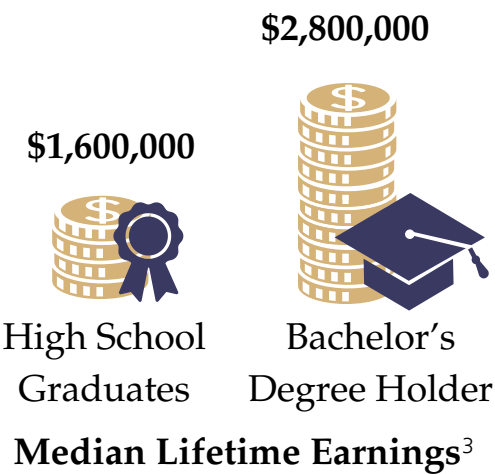 $2,800,000
$1,600,000
$
$
High School
Graduates
Bachelor's
Degree Holder
Median Lifetime Earnings³